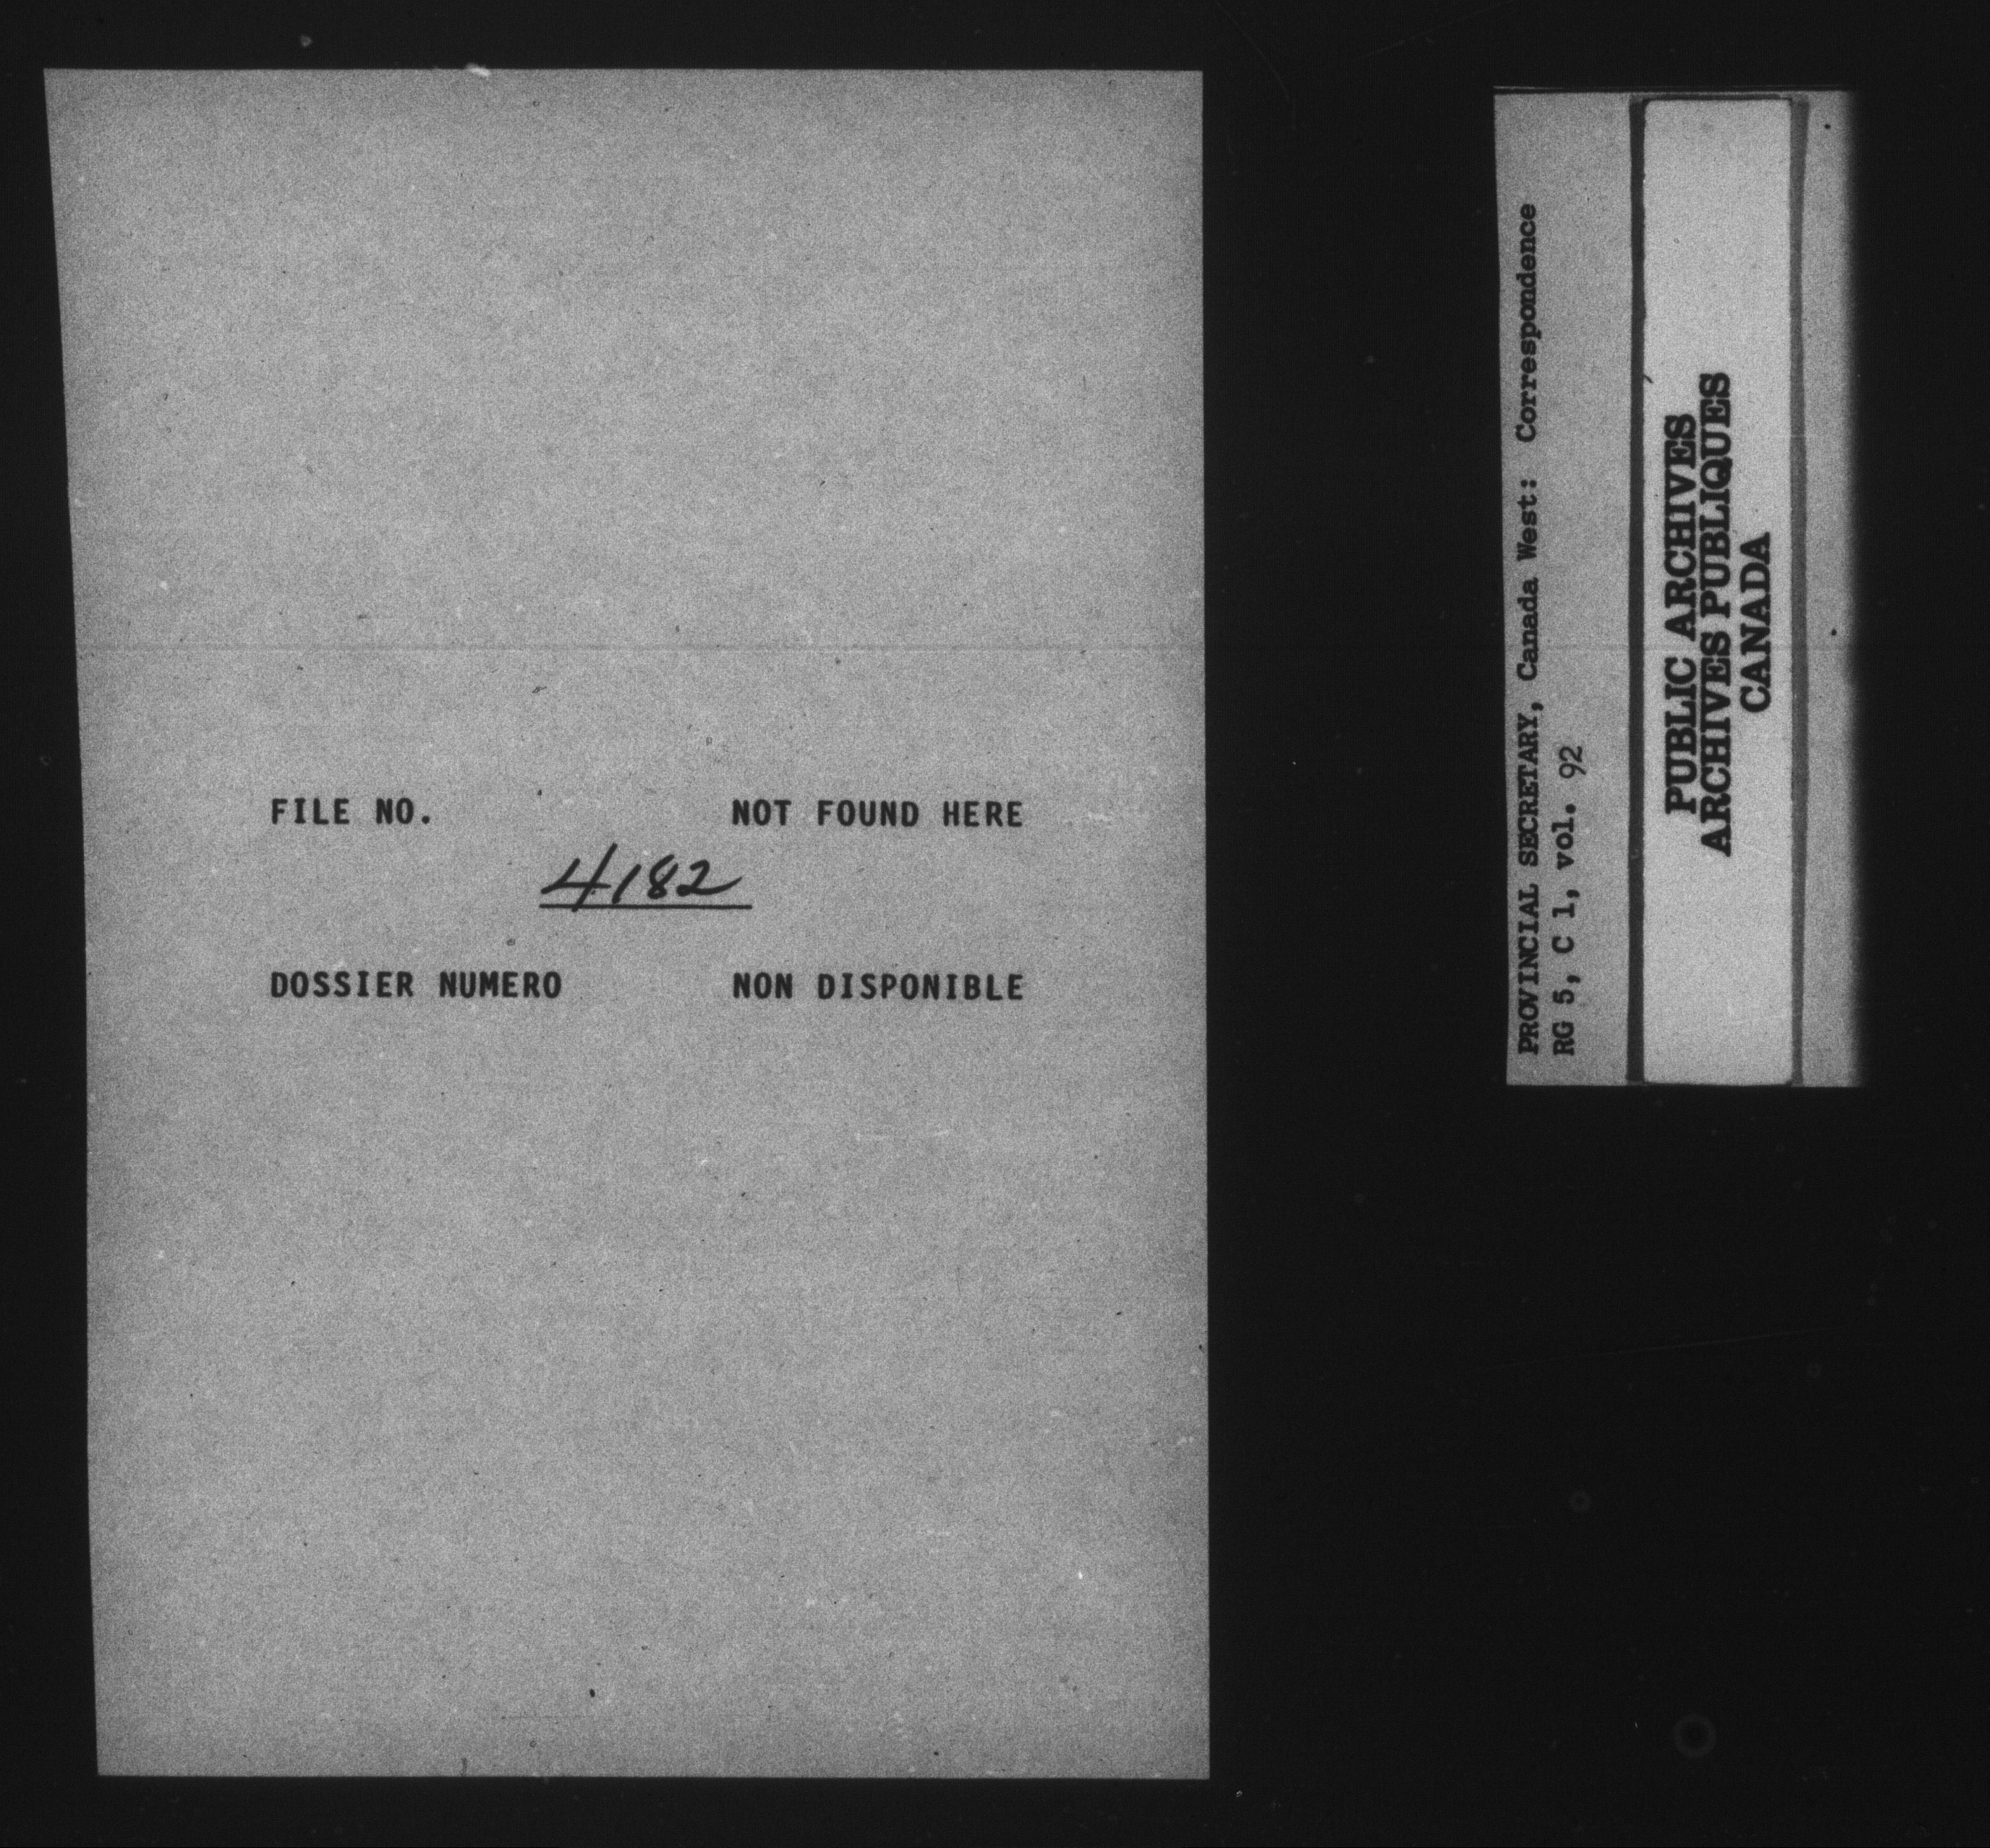 FILE NO. NOT FOUND HERE
4182
DOSSIER NUMERO NON DISPONIBLE
PROVINCIAL SECRETARY, Canada West: Correspondence
RG 5, C 1, vol. 92
PUBLIC ARCHIVES
ARCHIVES PUBLIQUES
CANADA